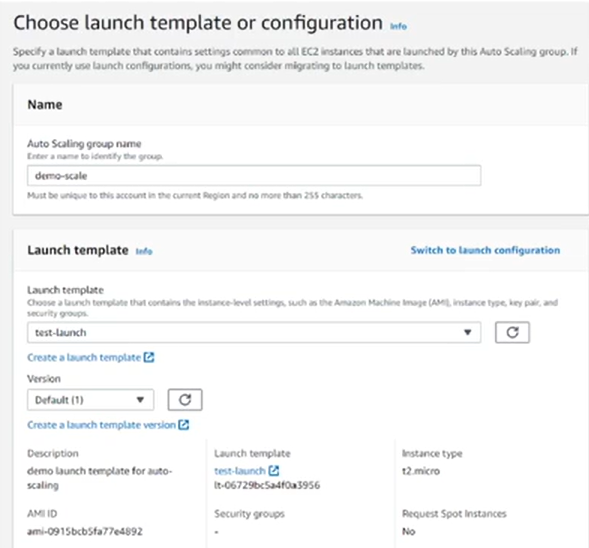 Choose launch template or configuration Info
Specify a launch template that contains settings common to all EC2 instances that are launched by this Auto Scaling group. If
you currently use launch configurations, you might consider migrating to launch templates.
Name
Auto Scaling group name
Enter a name to identify the group.
demo-scale
Must be unique to this account in the current Region and no more than 255 characters.
Launch template Info
Switch to launch configuration
Launch template
Choose a launch template that contains the instance-level settings, such as the Amazon Machine Image (AMI), instance type, key pair, and
security groups.
test-launch
Create a launch template
Version
Default (1)
Create a launch template version
Description
demo launch template for auto-
scaling
Launch template
test-launch
lt-06729bc5a4f0a3956
Instance type
t2.micro
AMI ID
ami-0915bcb5fa77e4892
Security groups
-
Request Spot Instances
No